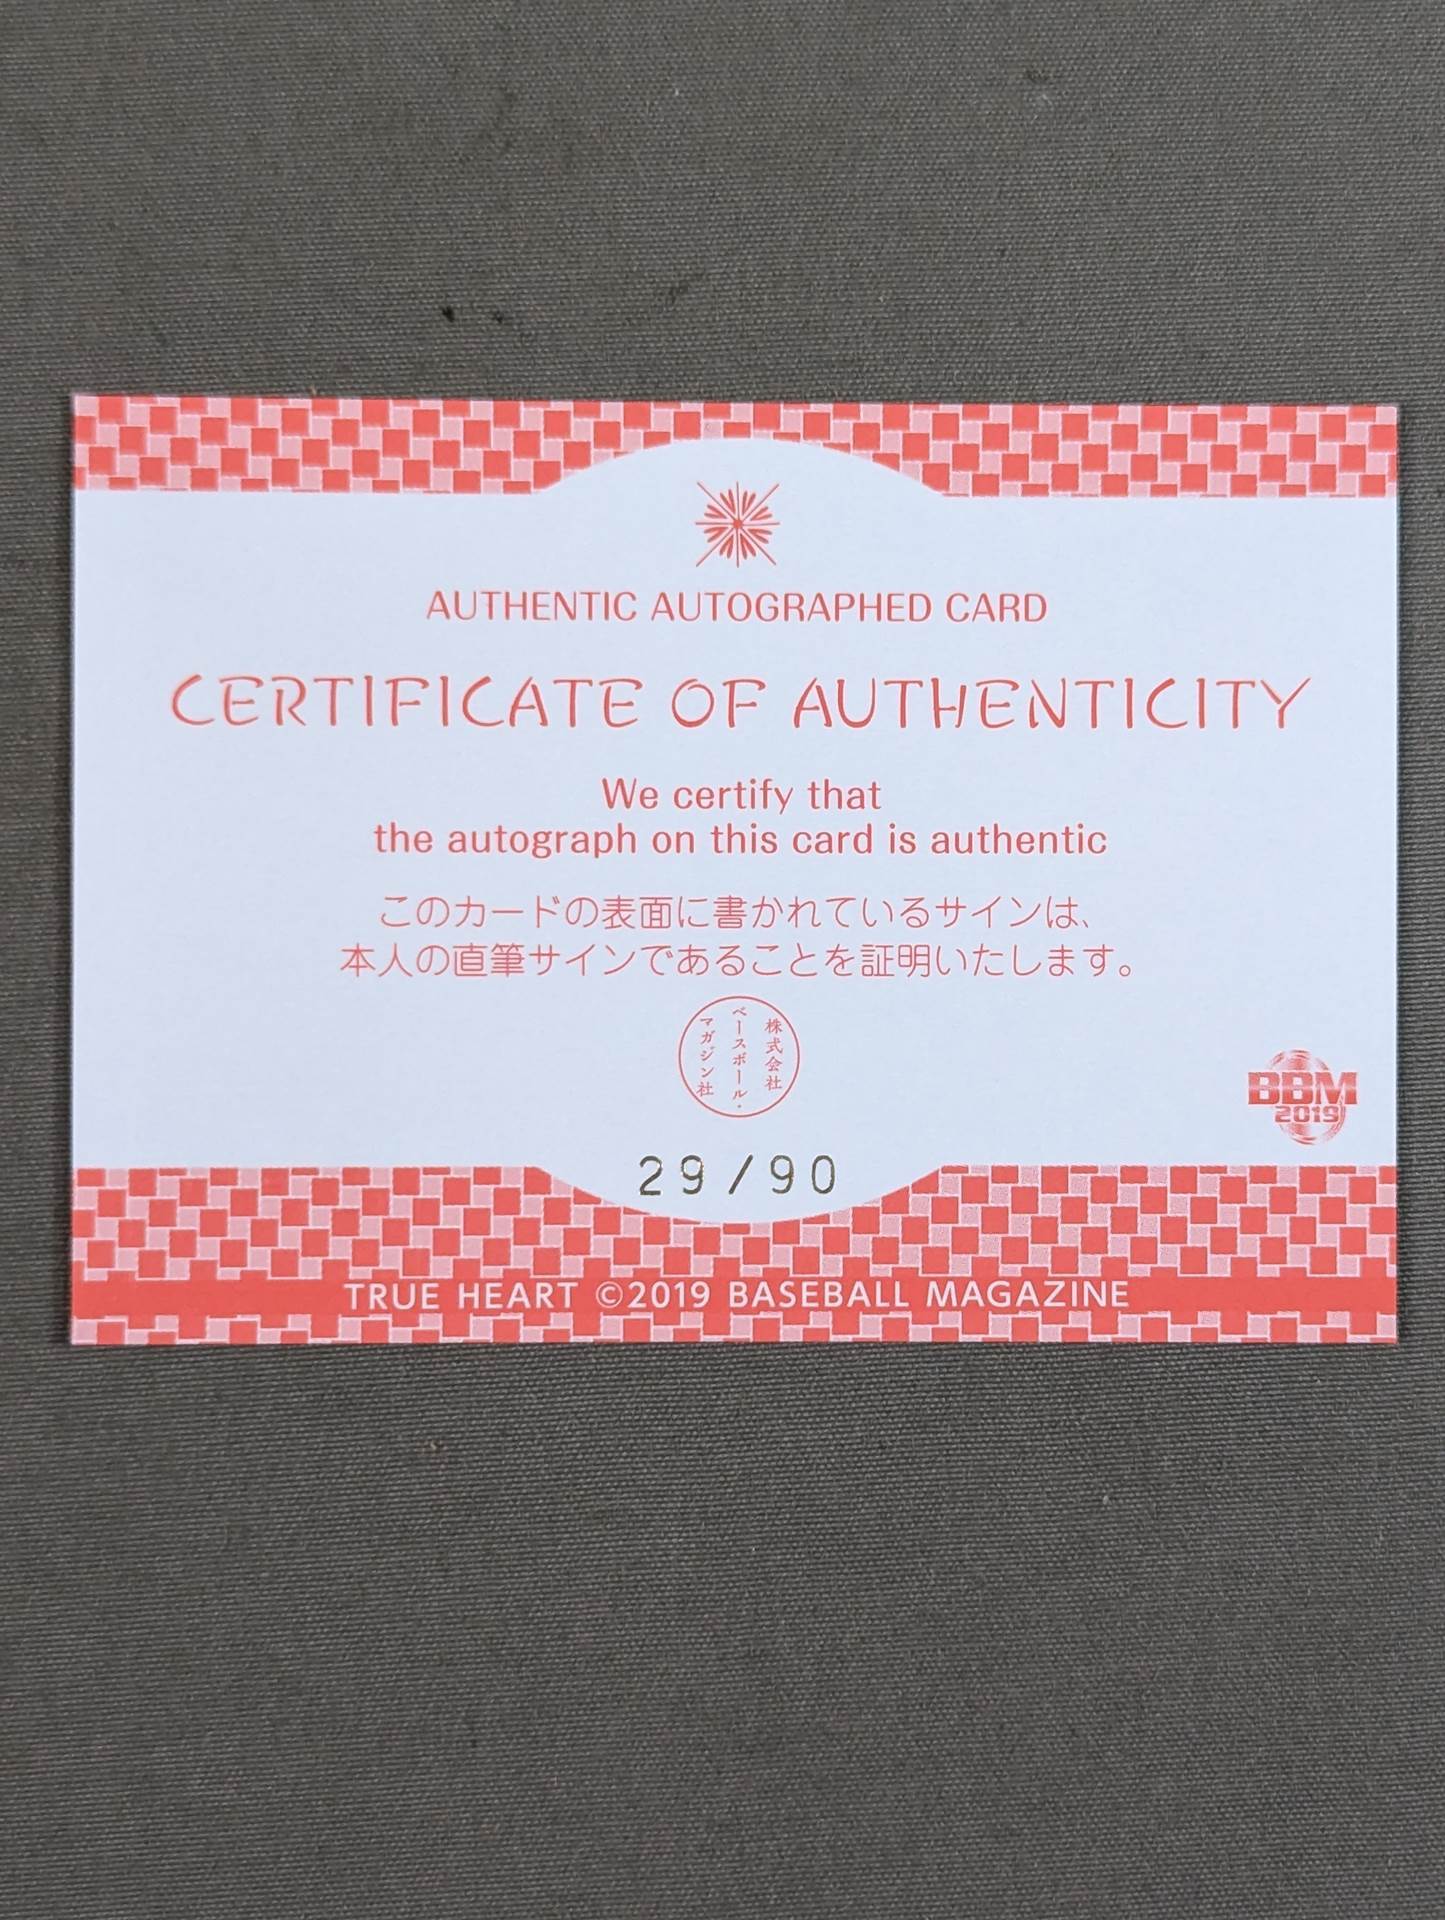 AUTHENTIC AUTOGRAPHED CARD
CERTIFICATE OF AUTHENTICITY
We certify that
the autograph on this card is authentic
このカードの表面に書かれているサインは、
本人の直筆サインであることを証明いたします。
株式会社
ベースボール・
マガジン社
BBM
2019
29/90
TRUE HEART ©2019 BASEBALL MAGAZINE